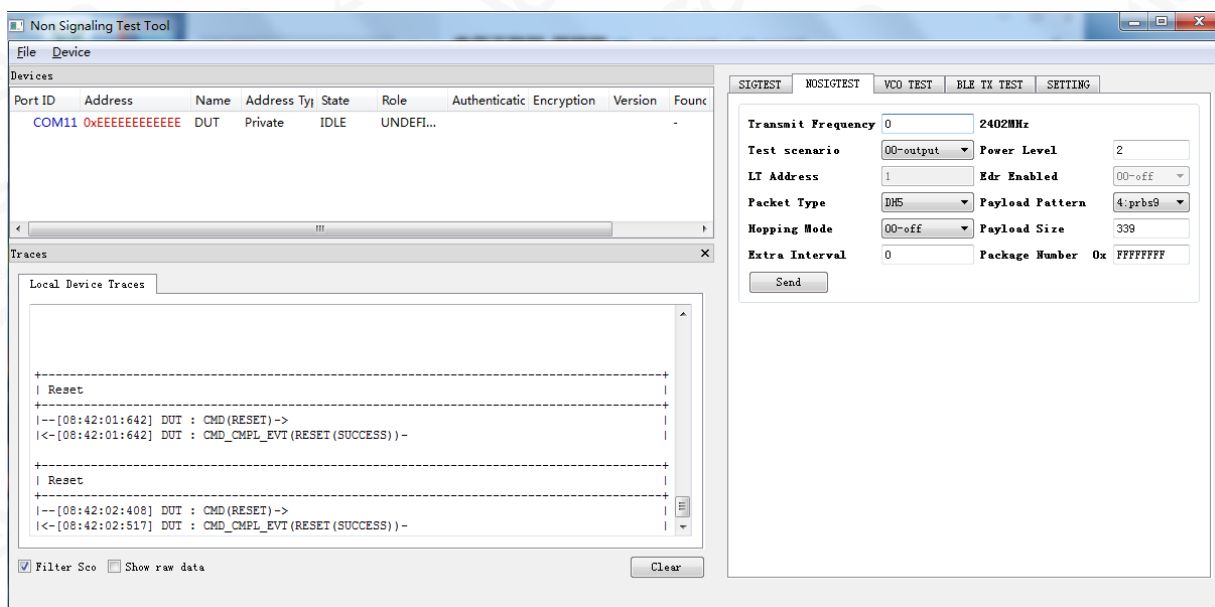 Non Signaling Test Tool
File Device
Devices
Port ID Address Name Address Typ State Role Authenticatic Encryption Version Found
COM11 0xEEEEEEEEEEEE DUT Private IDLE UNDEFI... -
Traces
Local Device Traces
+------------------------------------------------------------------------------+
| Reset |
+------------------------------------------------------------------------------+
|--[08:42:01:642] DUT : CMD(RESET)-> |
|<-[08:42:01:642] DUT : CMD_CMPL_EVT(RESET(SUCCESS))- |
+------------------------------------------------------------------------------+
| Reset |
+------------------------------------------------------------------------------+
|--[08:42:02:408] DUT : CMD(RESET)-> |
|<-[08:42:02:517] DUT : CMD_CMPL_EVT(RESET(SUCCESS))- |
Filter Sco Show raw data Clear
SIGTEST NOSIGTEST VCO TEST BLE TX TEST SETTING
Transmit Frequency 0 2402MHz
Test scenario 00-output Power Level 2
LT Address 1 Edr Enabled 00-off
Packet Type DH5 Payload Pattern 4:prbs9
Hopping Mode 00-off Payload Size 339
Extra Interval 0 Package Number 0x FFFFFFFF
Send